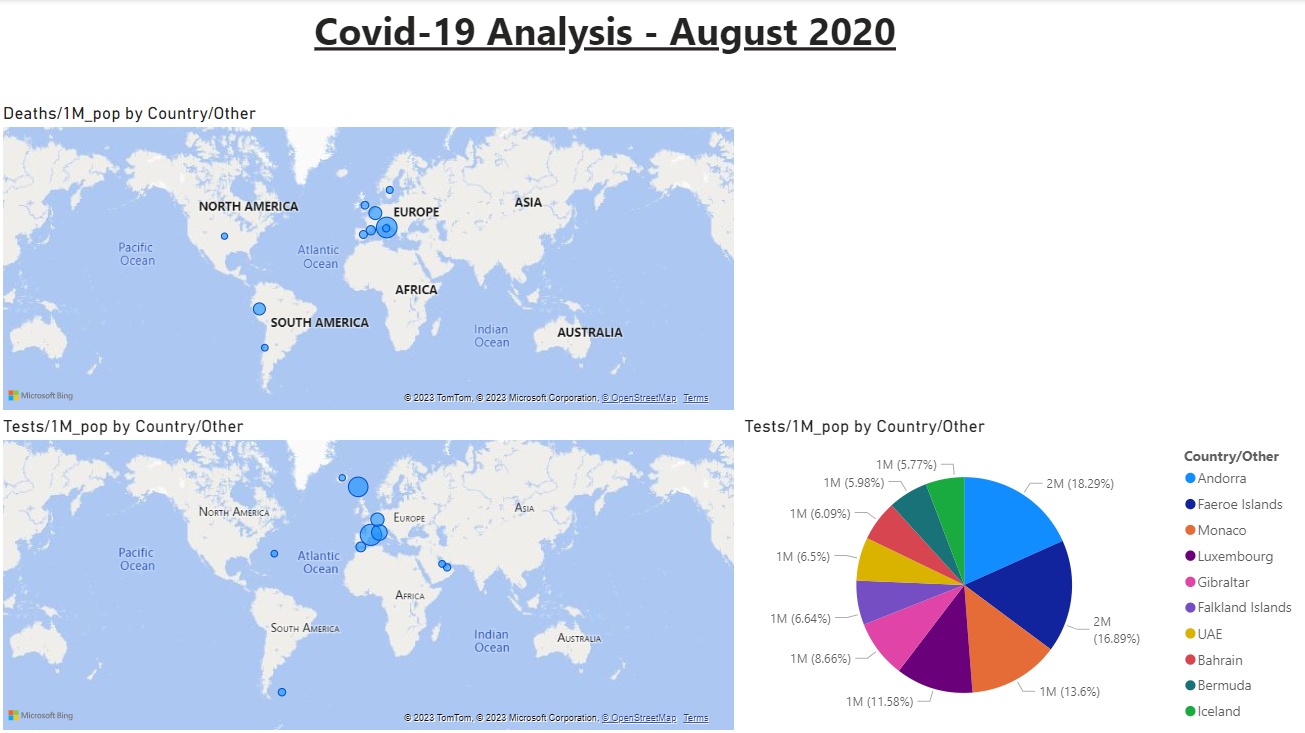 Covid-19 Analysis - August 2020
Deaths/1M_pop by Country/Other
NORTH AMERICA
EUROPE
ASIA
Pacific
Ocean
Atlantic
Ocean
AFRICA
SOUTH AMERICA
Indian
Ocean
AUSTRALIA
Microsoft Bing
© 2023 TomTom, © 2023 Microsoft Corporation, © OpenStreetMap Terms
Tests/1M_pop by Country/Other
North America
Europe
Asia
Pacific
Ocean
Atlantic
Ocean
Africa
South America
Indian
Ocean
Australia
Microsoft Bing
© 2023 TomTom, © 2023 Microsoft Corporation, © OpenStreetMap Terms
Tests/1M_pop by Country/Other
1M (5.77%)
1M (5.98%)
1M (6.09%)
1M (6.5%)
1M (6.64%)
1M (8.66%)
1M (11.58%)
2M (18.29%)
2M
(16.89%)
1M (13.6%)
Country/Other
Andorra
Faeroe Islands
Monaco
Luxembourg
Gibraltar
Falkland Islands
UAE
Bahrain
Bermuda
Iceland